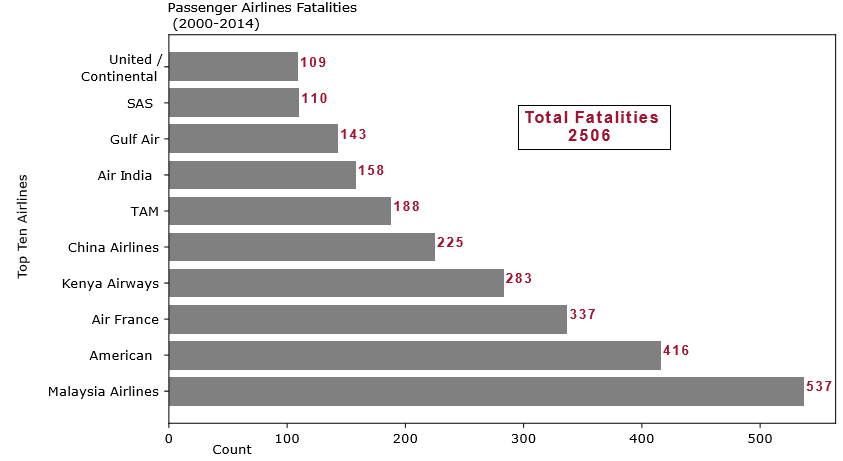 Passenger Airlines Fatalities
(2000-2014)
United /
Continental
109
SAS
110
Gulf Air
143
Air India
158
TAM
188
China Airlines
225
Kenya Airways
283
Air France
337
American
416
Malaysia Airlines
537
Total Fatalities
2506
Top Ten Airlines
0 100 200 300 400 500
Count